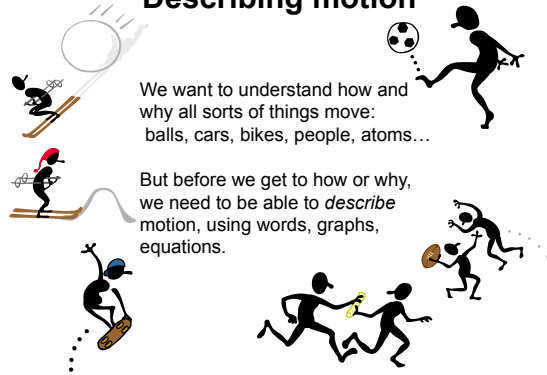 Describing motion
We want to understand how and
why all sorts of things move:
balls, cars, bikes, people, atoms…
But before we get to how or why,
we need to be able to describe
motion, using words, graphs,
equations.